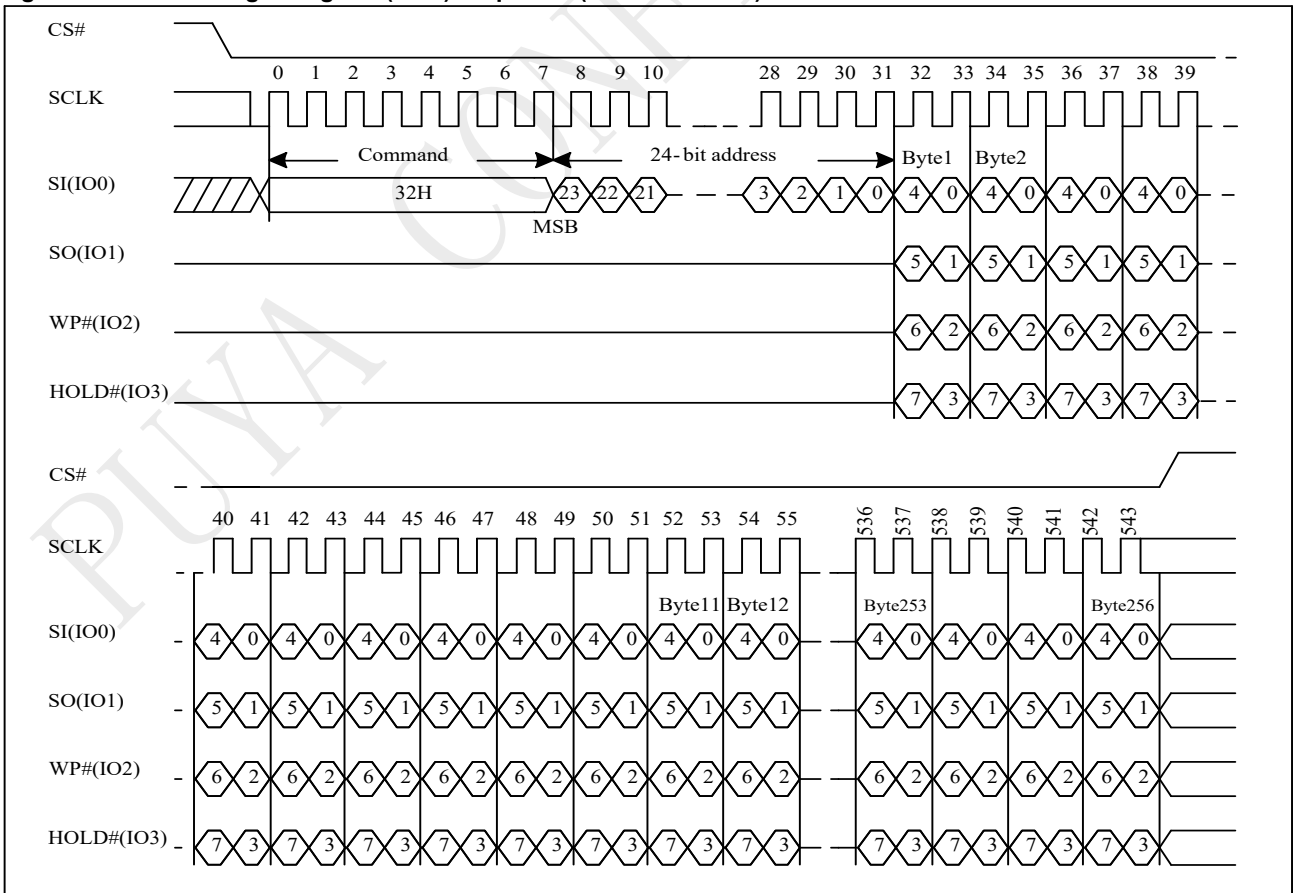 CS#
0 1 2 3 4 5 6 7 8 9 10 28 29 30 31 32 33 34 35 36 37 38 39
SCLK
Command 24-bit address Byte1 Byte2
SI(IO0) 32H 23 22 21 3 2 1 0 4 0 4 0 4 0 4 0
MSB
SO(IO1) 5 1 5 1 5 1 5 1
WP#(IO2) 6 2 6 2 6 2 6 2
HOLD#(IO3) 7 3 7 3 7 3 7 3
CS#
40 41 42 43 44 45 46 47 48 49 50 51 52 53 54 55 536 537 538 539 540 541 542 543
SCLK
Byte11 Byte12 Byte253 Byte256
SI(IO0) 4 0 4 0 4 0 4 0 4 0 4 0 4 0 4 0 4 0 4 0 4 0 4 0
SO(IO1) 5 1 5 1 5 1 5 1 5 1 5 1 5 1 5 1 5 1 5 1 5 1 5 1
WP#(IO2) 6 2 6 2 6 2 6 2 6 2 6 2 6 2 6 2 6 2 6 2 6 2 6 2
HOLD#(IO3) 7 3 7 3 7 3 7 3 7 3 7 3 7 3 7 3 7 3 7 3 7 3 7 3
PUYA CON